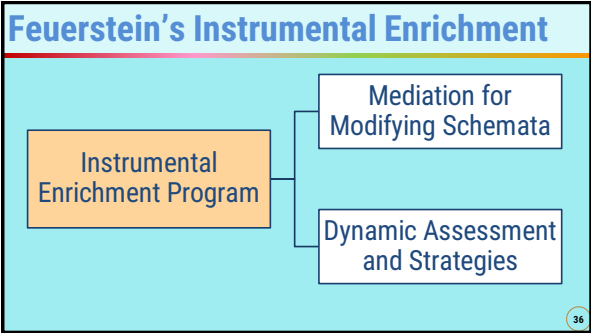 Feuerstein's Instrumental Enrichment
Instrumental
Enrichment Program
Mediation for
Modifying Schemata
Dynamic Assessment
and Strategies
36